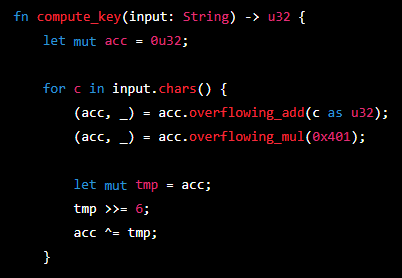 fn compute_key(input: String) -> u32 {
let mut acc = 0u32;
for c in input.chars() {
(acc, _) = acc.overflowing_add(c as u32);
(acc, _) = acc.overflowing_mul(0x401);
let mut tmp = acc;
tmp >>= 6;
acc ^= tmp;
}